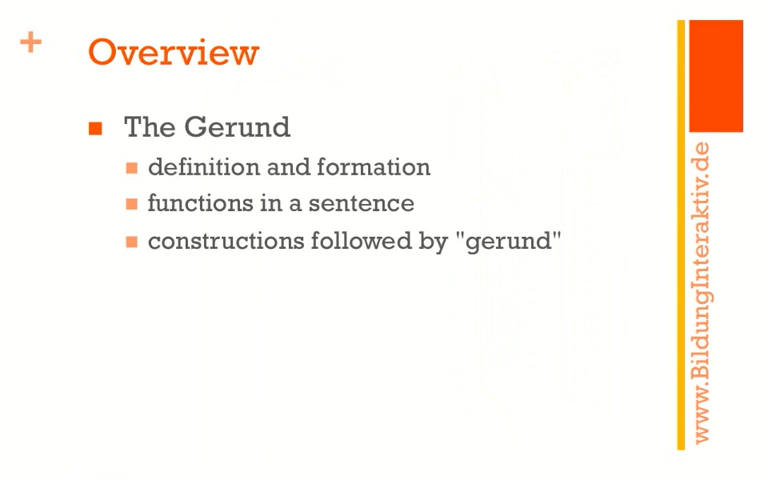 +
Overview
The Gerund
definition and formation
functions in a sentence
constructions followed by "gerund"
www.BildungInteraktiv.de